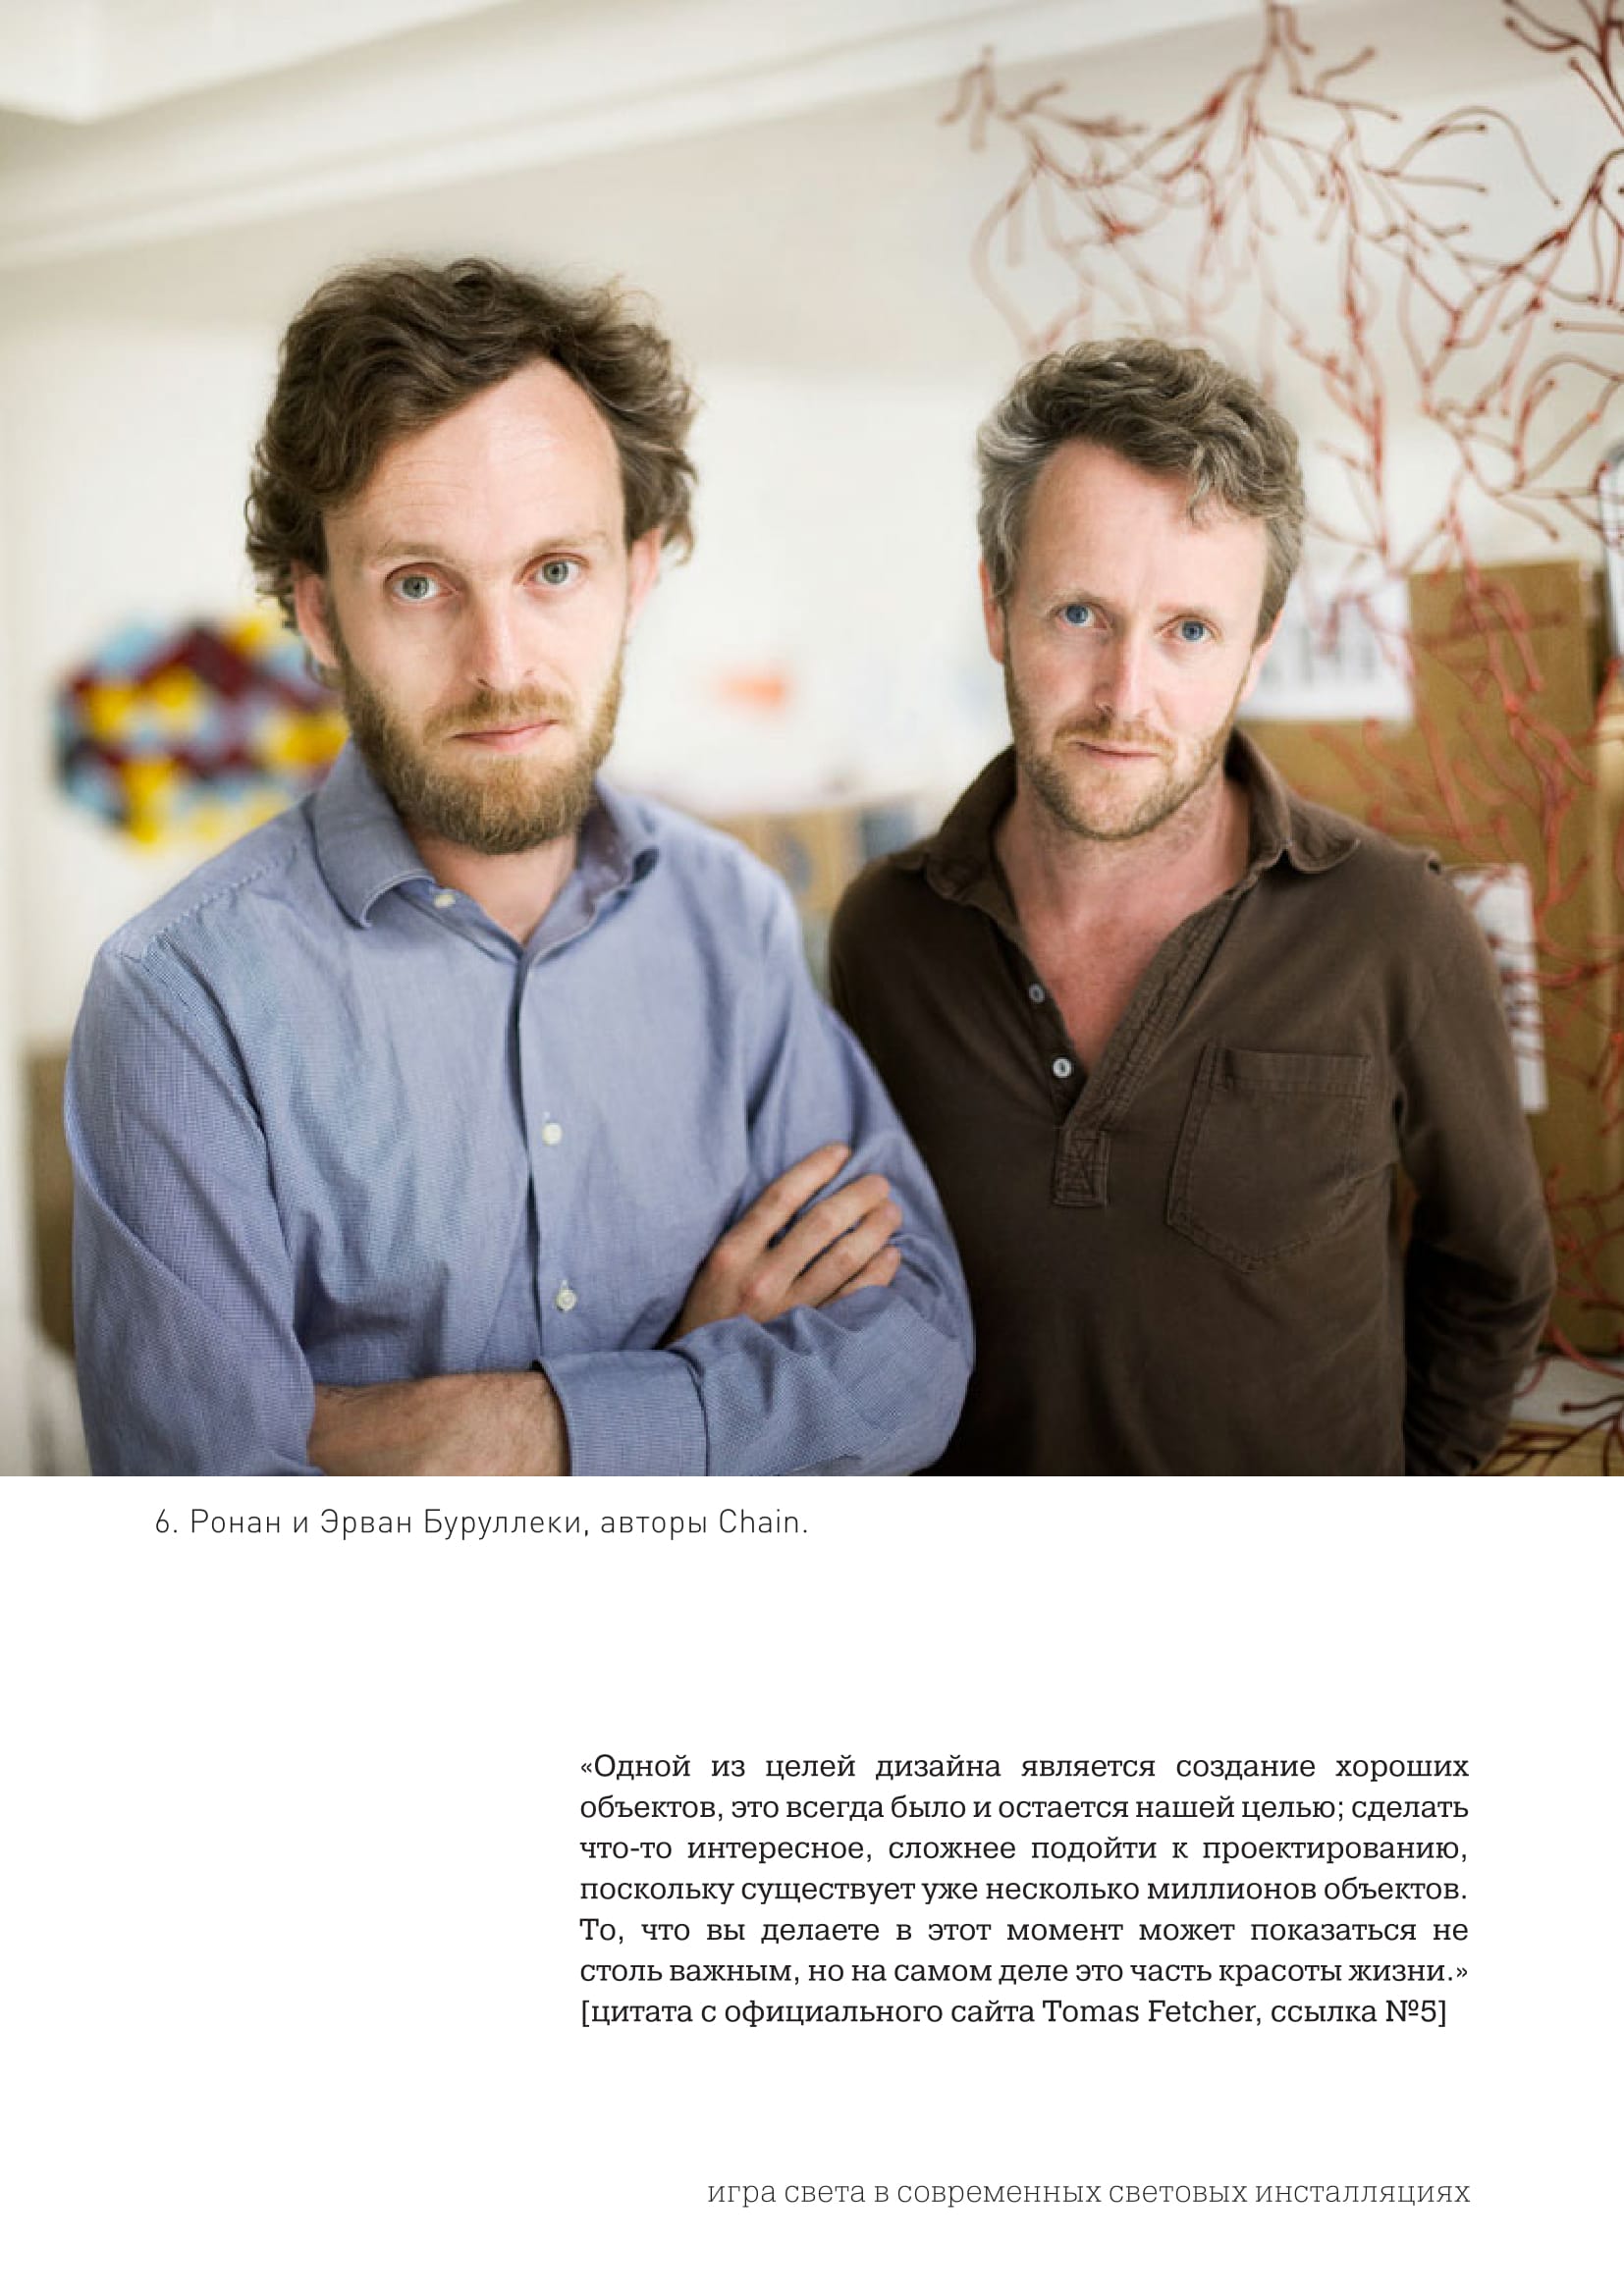 6. Ронан и Эрван Буруллеки, авторы Chain.
«Одной из целей дизайна является создание хороших
объектов, это всегда было и остается нашей целью; сделать
что-то интересное, сложнее подойти к проектированию,
поскольку существует уже несколько миллионов объектов.
То, что вы делаете в этот момент может показаться не
столь важным, но на самом деле это часть красоты жизни.»
[цитата с официального сайта Tomas Fetcher, ссылка №5]
игра света в современных световых инсталляциях